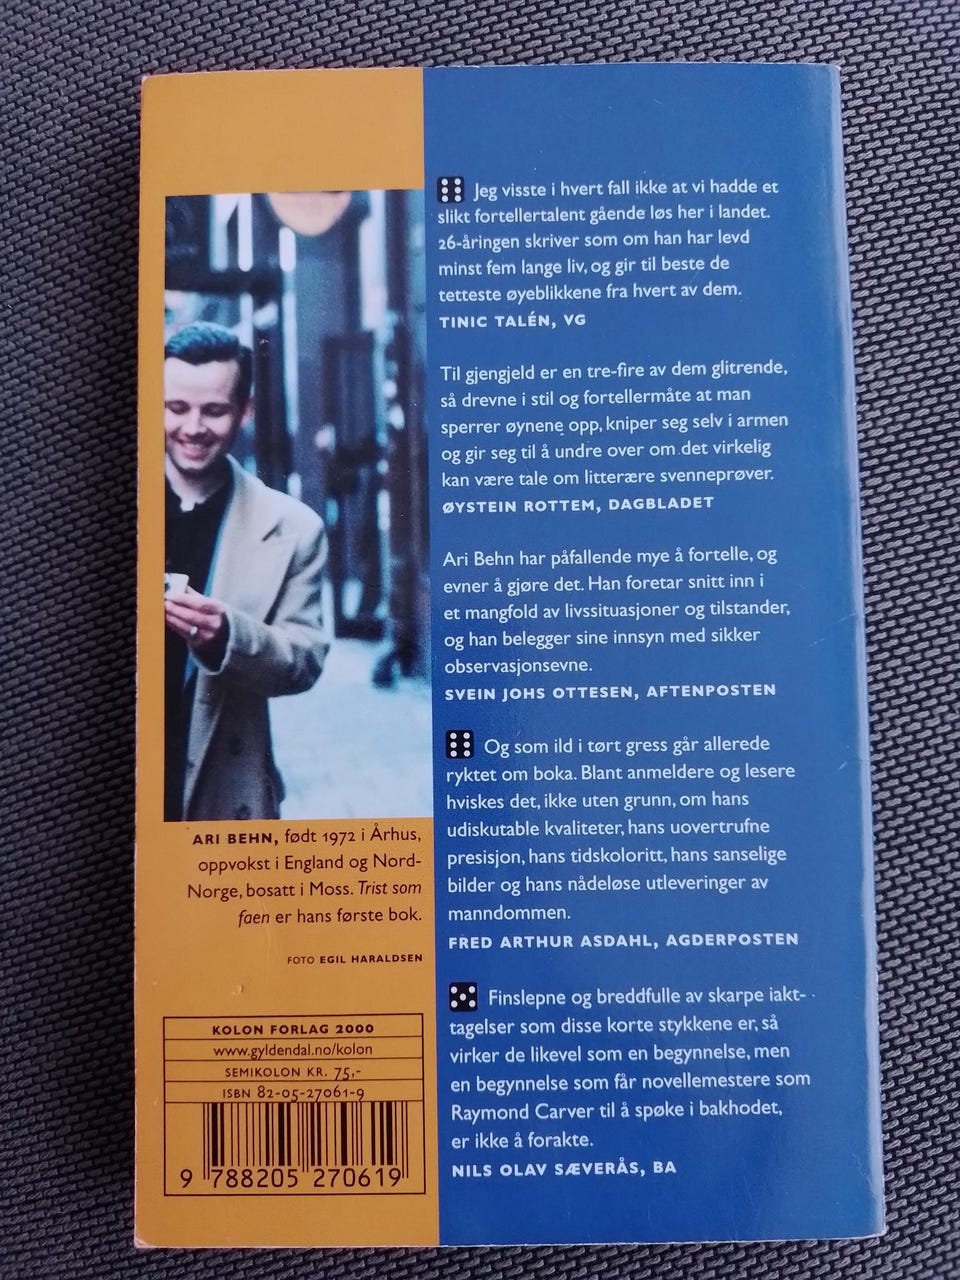 Jeg visste i hvert fall ikke at vi hadde et
slikt fortellertalent gående løs her i landet.
26-åringen skriver som om han har levd
minst fem lange liv, og gir til beste de
tetteste øyeblikkene fra hvert av dem.
TINIC TALÉN, VG
Til gjengjeld er en tre-fire av dem glitrende,
så drevne i stil og fortellermåte at man
sperrer øynene opp, kniper seg selv i armen
og gir seg til å undre over om det virkelig
kan være tale om litterære svenneprøver.
ØYSTEIN ROTTEM, DAGBLADET
Ari Behn har påfallende mye å fortelle, og
evner å gjøre det. Han foretar snitt inn i
et mangfold av livssituasjoner og tilstander,
og han belegger sine innsyn med sikker
observasjonsevne.
SVEIN JOHS OTTESEN, AFTENPOSTEN
Og som ild i tørt gress går allerede
ryktet om boka. Blant anmeldere og lesere
hviskes det, ikke uten grunn, om hans
udiskutable kvaliteter, hans uovertrufne
presisjon, hans tidskoloritt, hans sanselige
bilder og hans nådeløse utleveringer av
manndommen.
FRED ARTHUR ASDAHL, AGDERPOSTEN
Finslepne og breddfulle av skarpe iakt-
tagelser som disse korte stykkene er, så
virker de likevel som en begynnelse, men
en begynnelse som får novellemestere som
Raymond Carver til å spøke i bakhodet,
er ikke å forakte.
NILS OLAV SÆVERÅS, BA
ARI BEHN, født 1972 i Århus,
oppvokst i England og Nord-
Norge, bosatt i Moss. Trist som
faen er hans første bok.
FOTO EGIL HARALDSEN
KOLON FORLAG 2000
www.gyldendal.no/kolon
SEMIKOLON KR. 75,-
ISBN 82-05-27061-9
9 788205 270619